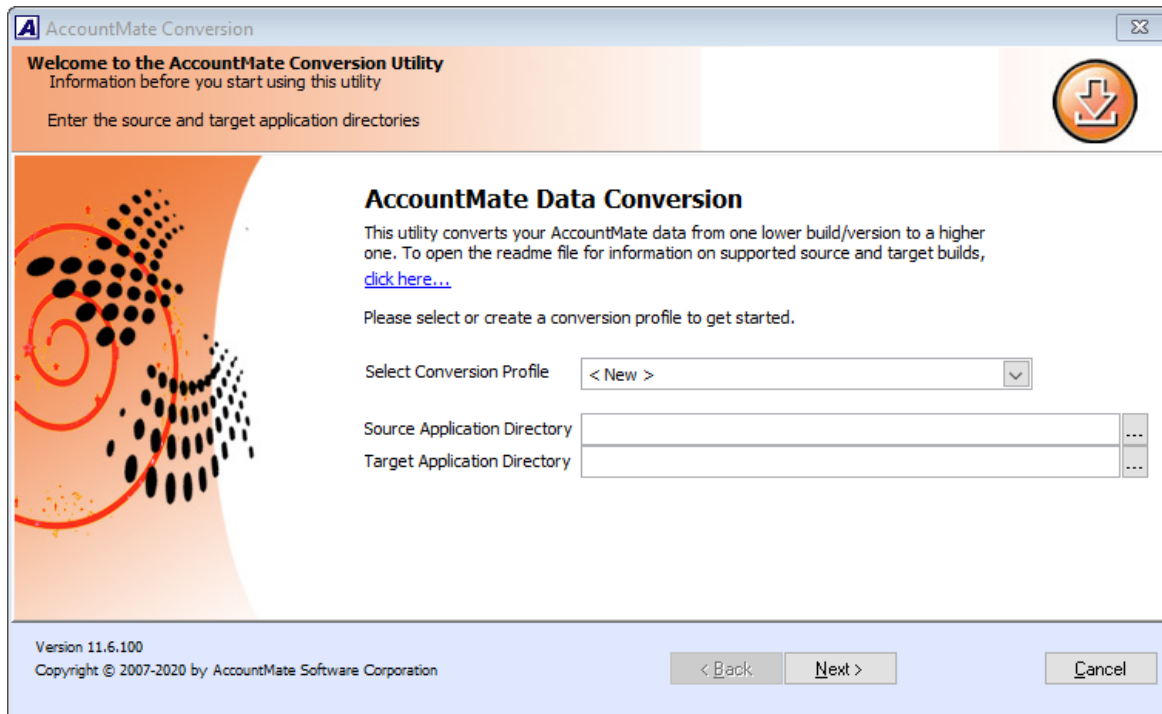 AccountMate Conversion
Welcome to the AccountMate Conversion Utility
Information before you start using this utility
Enter the source and target application directories
AccountMate Data Conversion
This utility converts your AccountMate data from one lower build/version to a higher
one. To open the readme file for information on supported source and target builds,
click here...
Please select or create a conversion profile to get started.
Select Conversion Profile < New >
Source Application Directory ...
Target Application Directory ...
Version 11.6.100
Copyright © 2007-2020 by AccountMate Software Corporation
< Back Next > Cancel